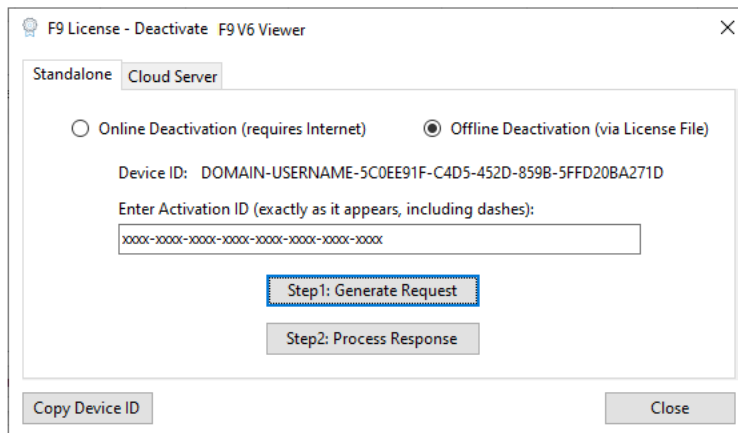 F9 License - Deactivate F9 V6 Viewer
Standalone Cloud Server
Online Deactivation (requires Internet) Offline Deactivation (via License File)
Device ID: DOMAIN-USERNAME-5C0EE91F-C4D5-452D-859B-5FFD20BA271D
Enter Activation ID (exactly as it appears, including dashes):
xxxx-xxxx-xxxx-xxxx-xxxx-xxxx-xxxx-xxxx
Step1: Generate Request
Step2: Process Response
Copy Device ID Close